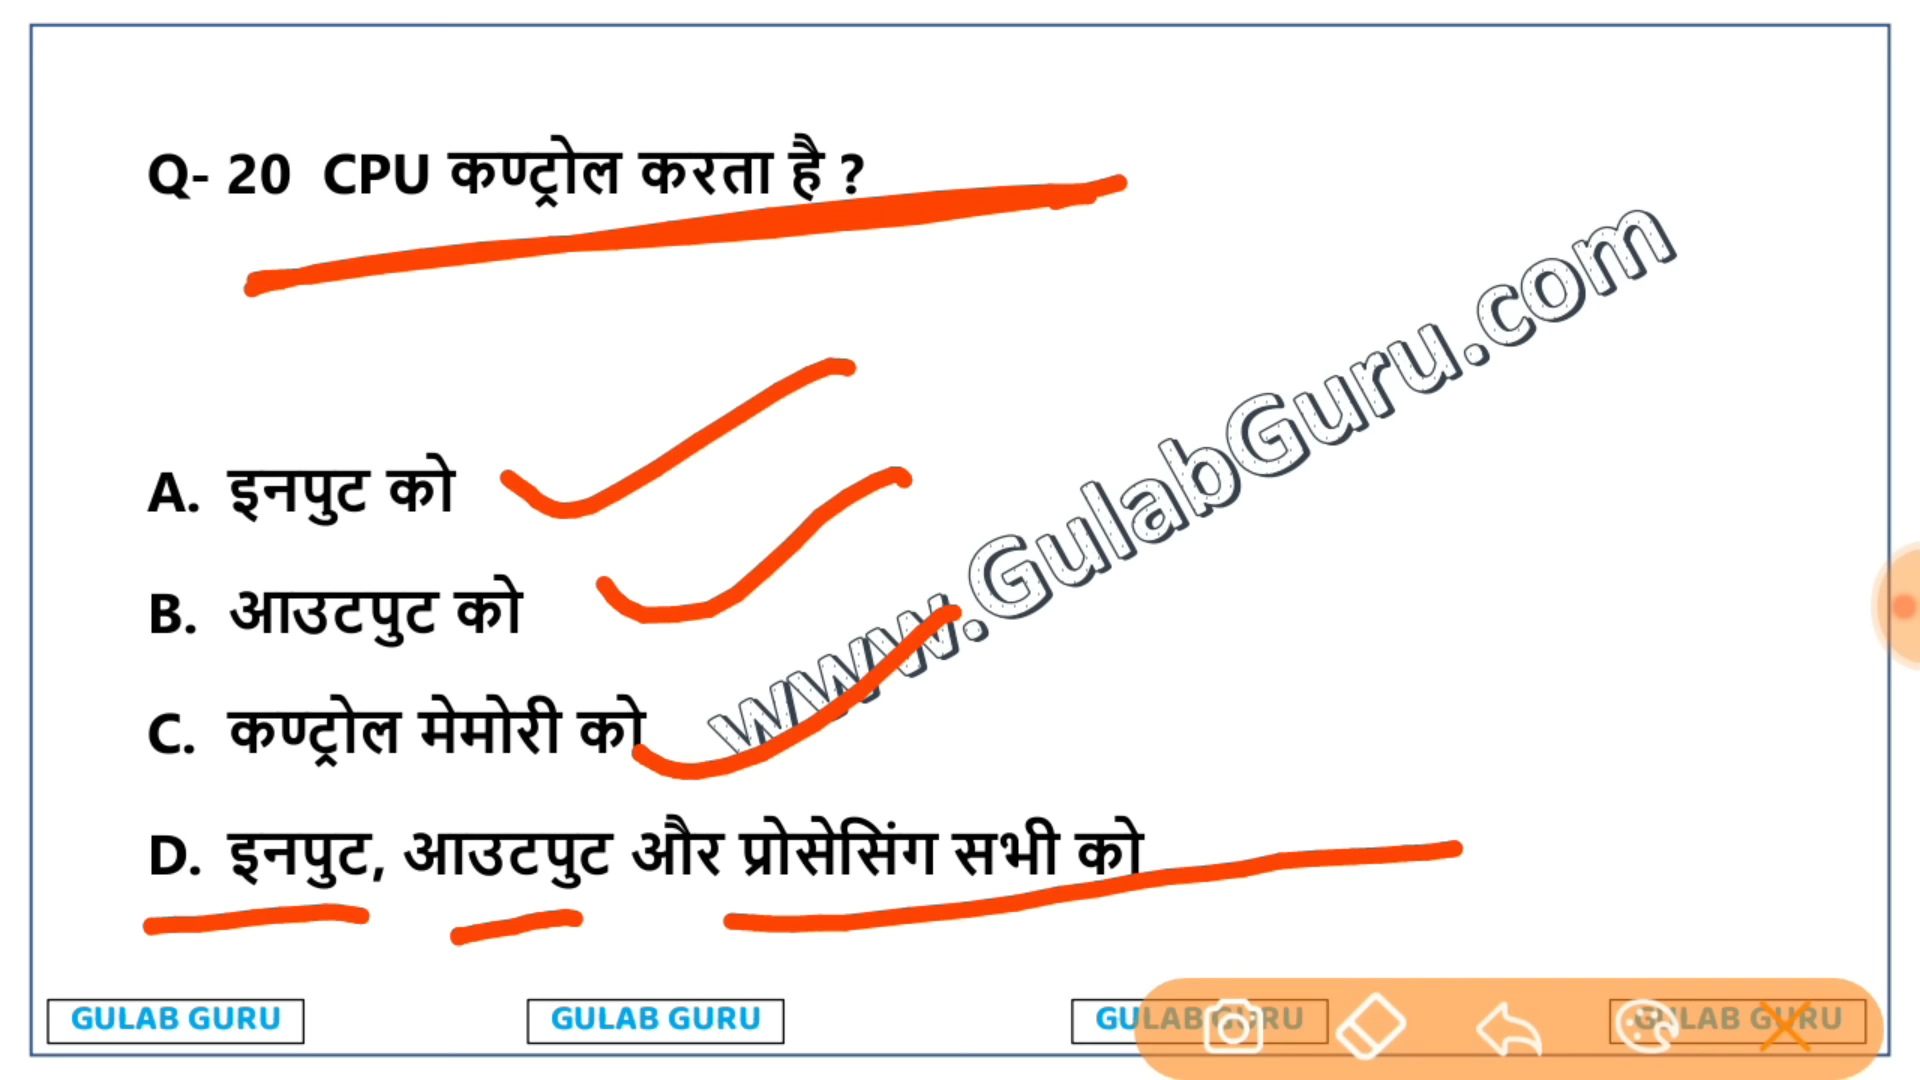 Q- 20 CPU कण्ट्रोल करता है ?
A. इनपुट को
B. आउटपुट को
C. कण्ट्रोल मेमोरी को
D. इनपुट, आउटपुट और प्रोसेसिंग सभी को
www.GulabGuru.com
GULAB GURU GULAB GURU GULAB GURU GULAB GURU